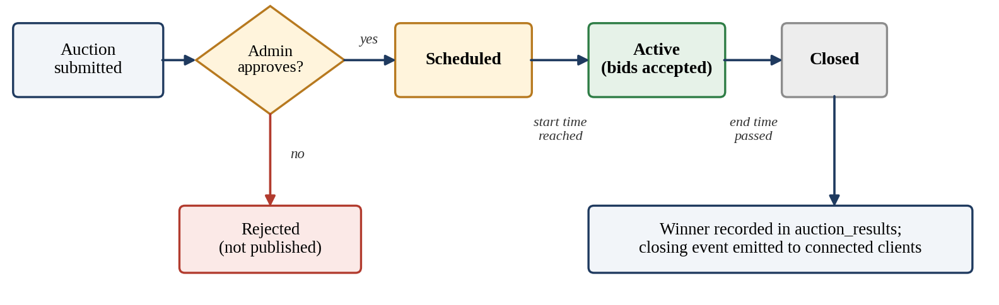 Auction
submitted
Admin
approves?
yes
Scheduled
Active
(bids accepted)
Closed
start time
reached
end time
passed
no
Rejected
(not published)
Winner recorded in auction_results;
closing event emitted to connected clients